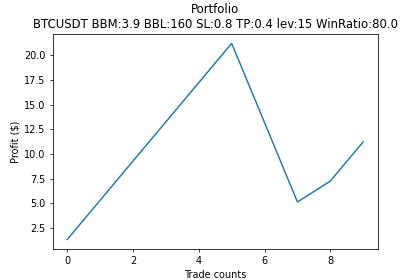 Portfolio
BTCUSDT BBM:3.9 BBL:160 SL:0.8 TP:0.4 lev:15 WinRatio:80.0
20.0
17.5
15.0
12.5
10.0
7.5
5.0
2.5
Profit ($)
0 2 4 6 8
Trade counts